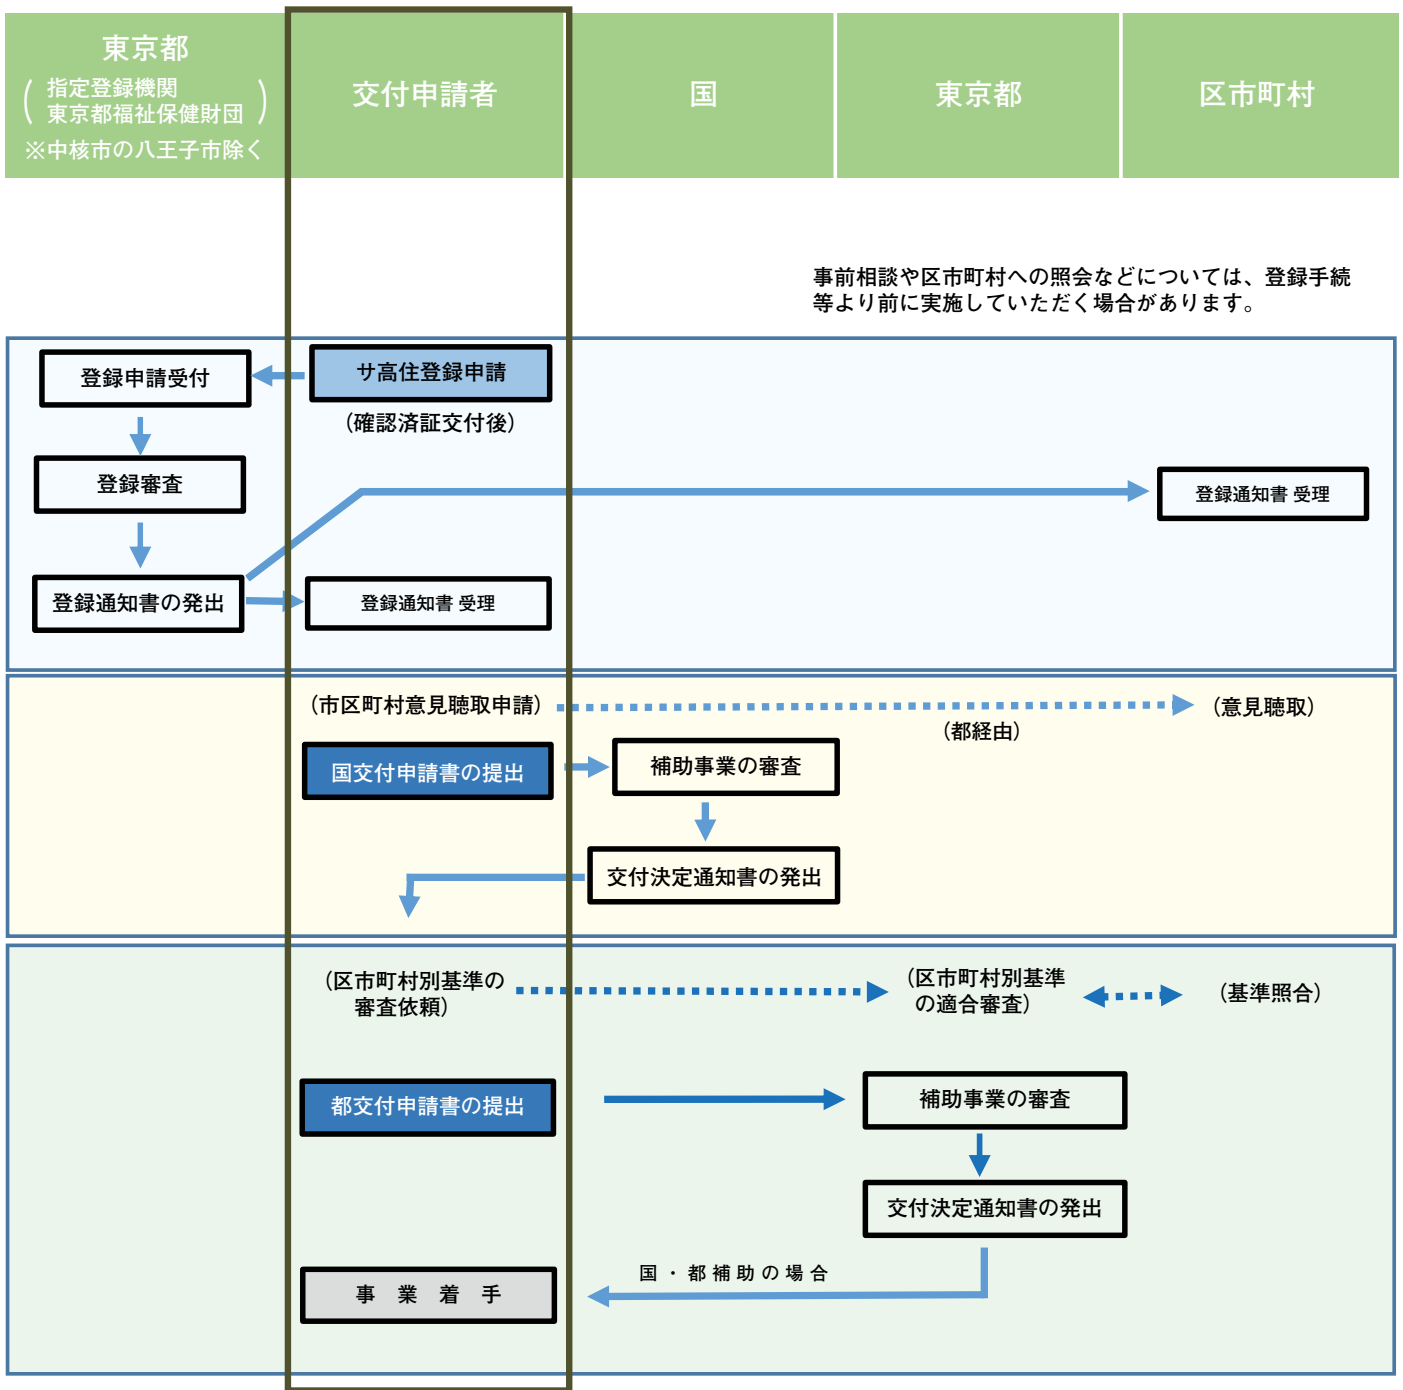 東京都
指定登録機関
東京都福祉保健財団
※中核市の八王子市除く
交付申請者
国
東京都
区市町村
事前相談や区市町村への照会などについては、登録手続
等より前に実施していただく場合があります。
登録申請受付
サ高住登録申請
（確認済証交付後）
登録審査
登録通知書 受理
登録通知書の発出
登録通知書 受理
（市区町村意見聴取申請）
（意見聴取）
（都経由）
国交付申請書の提出
補助事業の審査
交付決定通知書の発出
（区市町村別基準の
審査依頼）
（区市町村別基準
の適合審査）
（基準照合）
都交付申請書の提出
補助事業の審査
交付決定通知書の発出
国・都補助の場合
事 業 着 手